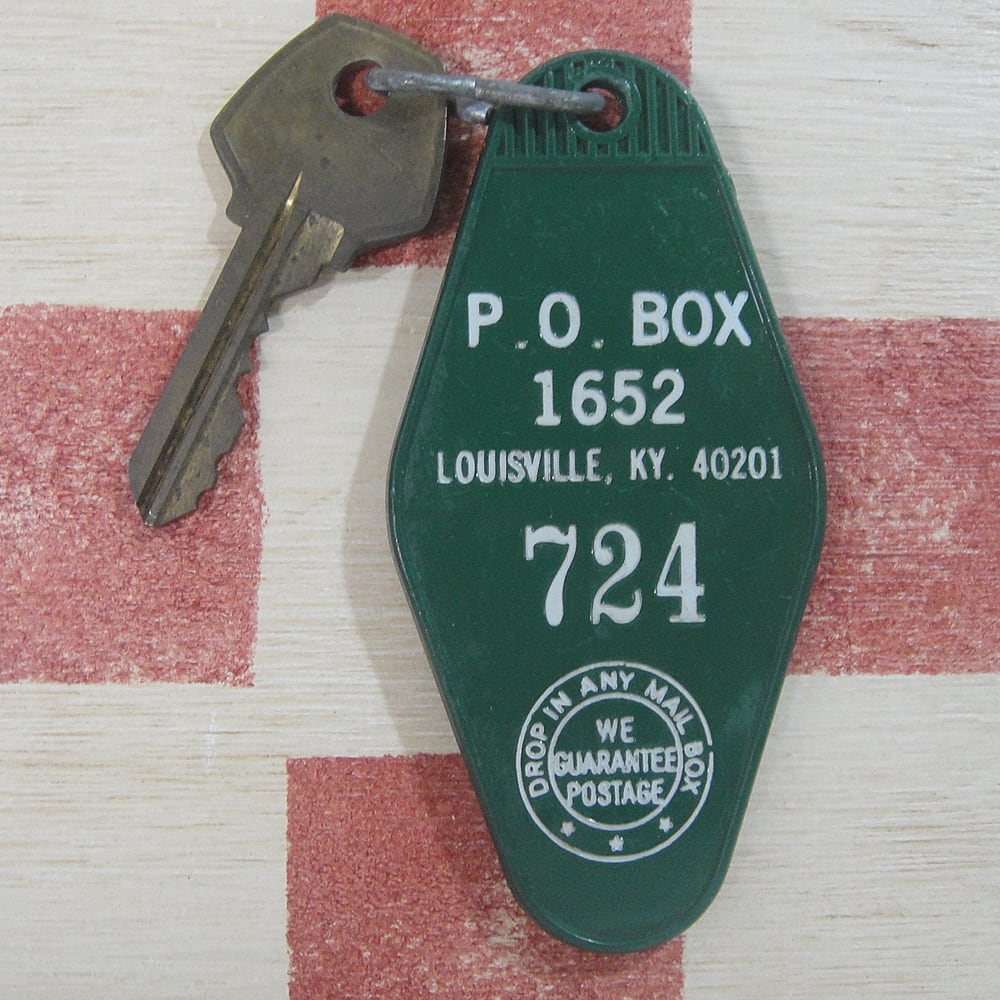 P.O. BOX
1652
LOUISVILLE, KY. 40201
724
DROP IN ANY MAIL BOX
WE
GUARANTEE
POSTAGE